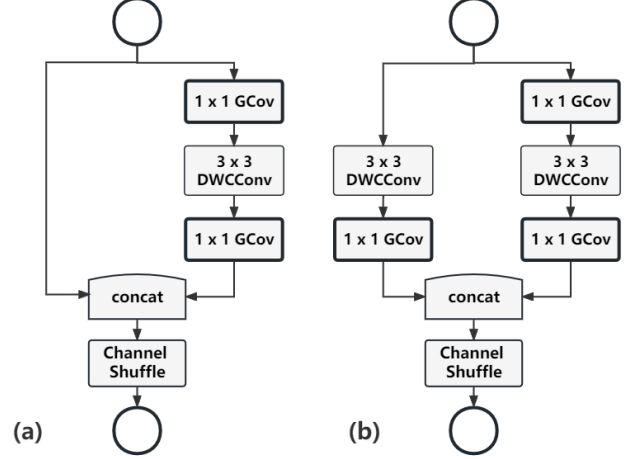 1 x 1 GCov
3 x 3
DWCConv
1 x 1 GCov
concat
Channel
Shuffle
(a)
1 x 1 GCov
3 x 3
DWCConv
3 x 3
DWCConv
1 x 1 GCov
1 x 1 GCov
concat
Channel
Shuffle
(b)